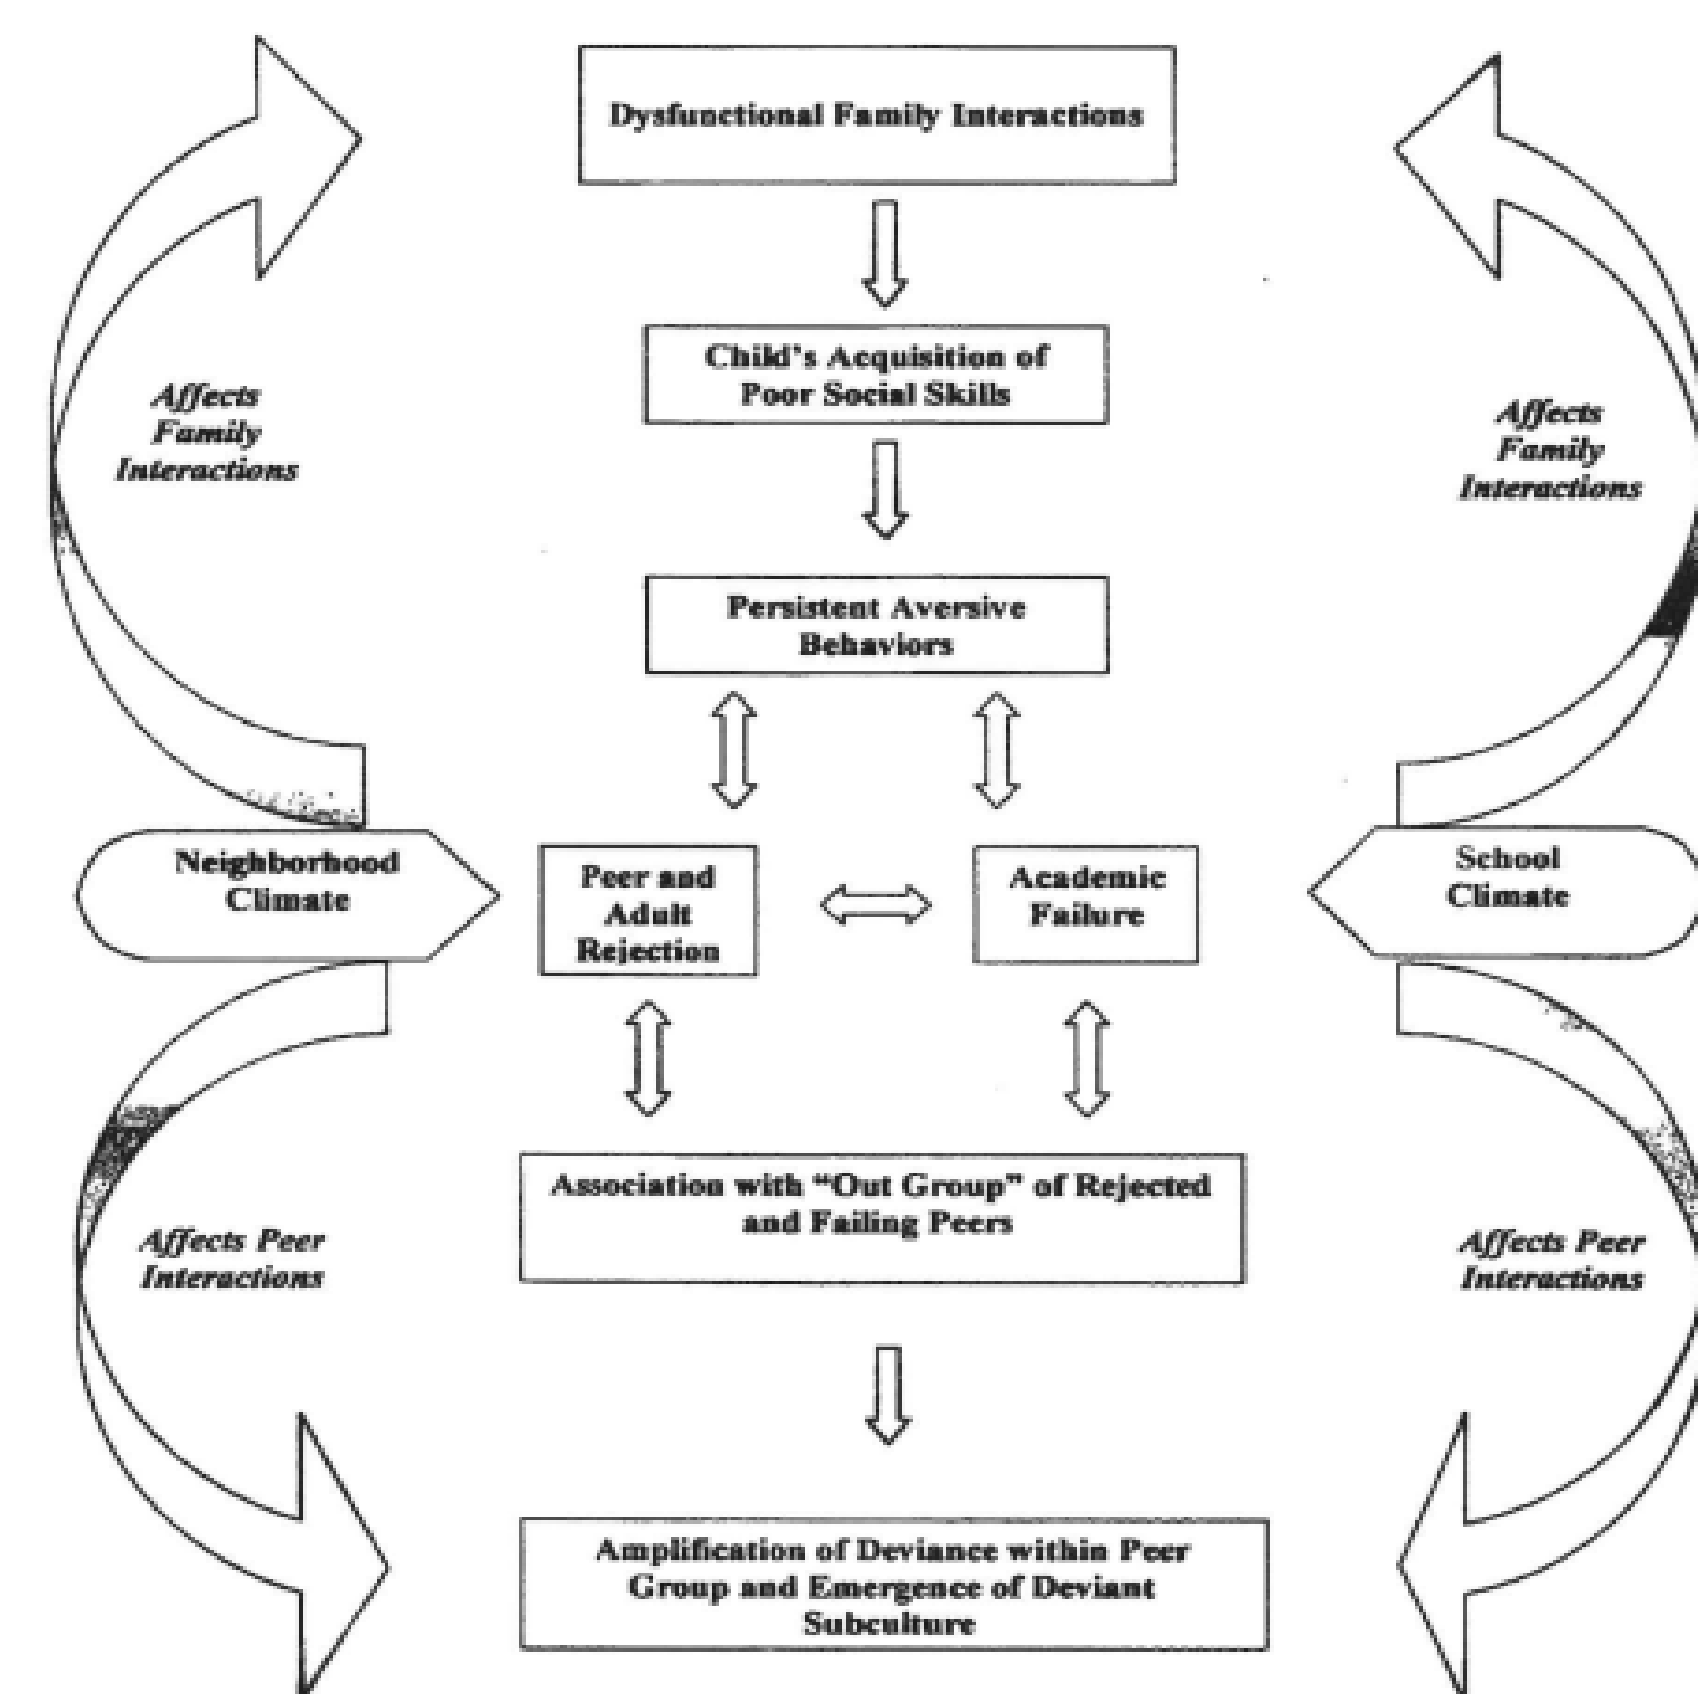 Dysfunctional Family Interactions
Child's Acquisition of
Poor Social Skills
Affects
Family
Interactions
Affects
Family
Interactions
Persistent Aversive
Behaviors
Neighborhood
Climate
Peer and
Adult
Rejection
Academic
Failure
School
Climate
Association with “Out Group” of Rejected
and Failing Peers
Affects Peer
Interactions
Affects Peer
Interactions
Amplification of Deviance within Peer
Group and Emergence of Deviant
Subculture